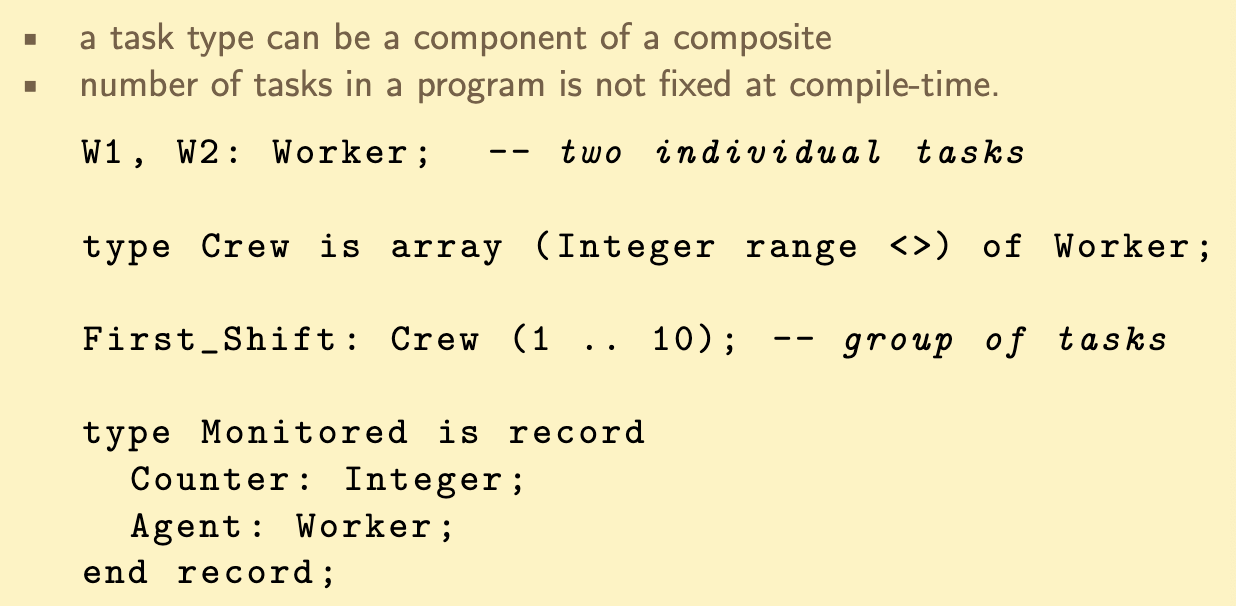 ▪ a task type can be a component of a composite
▪ number of tasks in a program is not fixed at compile-time.
W1, W2: Worker;  -- two individual tasks
type Crew is array (Integer range <>) of Worker;
First_Shift: Crew (1 .. 10); -- group of tasks
type Monitored is record
  Counter: Integer;
  Agent: Worker;
end record;